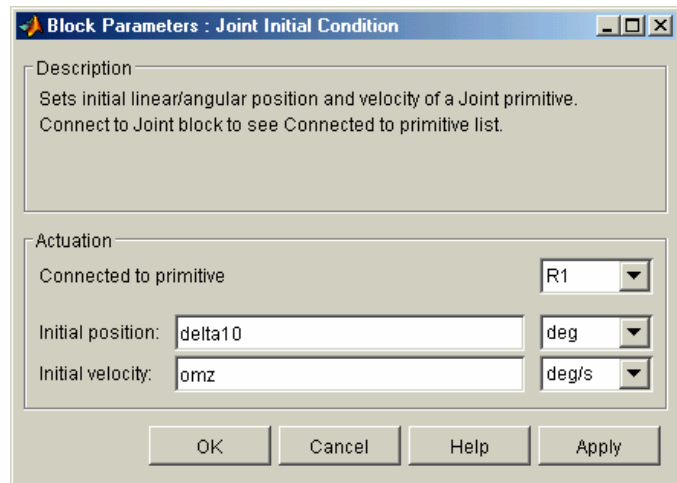 Block Parameters : Joint Initial Condition
Description
Sets initial linear/angular position and velocity of a Joint primitive.
Connect to Joint block to see Connected to primitive list.
Actuation
Connected to primitive R1
Initial position: delta10 deg
Initial velocity: omz deg/s
OK Cancel Help Apply